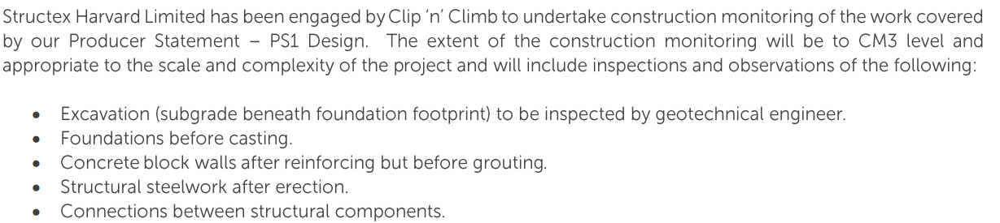 Structex Harvard Limited has been engaged by Clip ‘n’ Climb to undertake construction monitoring of the work covered
by our Producer Statement – PS1 Design. The extent of the construction monitoring will be to CM3 level and
appropriate to the scale and complexity of the project and will include inspections and observations of the following:
• Excavation (subgrade beneath foundation footprint) to be inspected by geotechnical engineer.
• Foundations before casting.
• Concrete block walls after reinforcing but before grouting.
• Structural steelwork after erection.
• Connections between structural components.